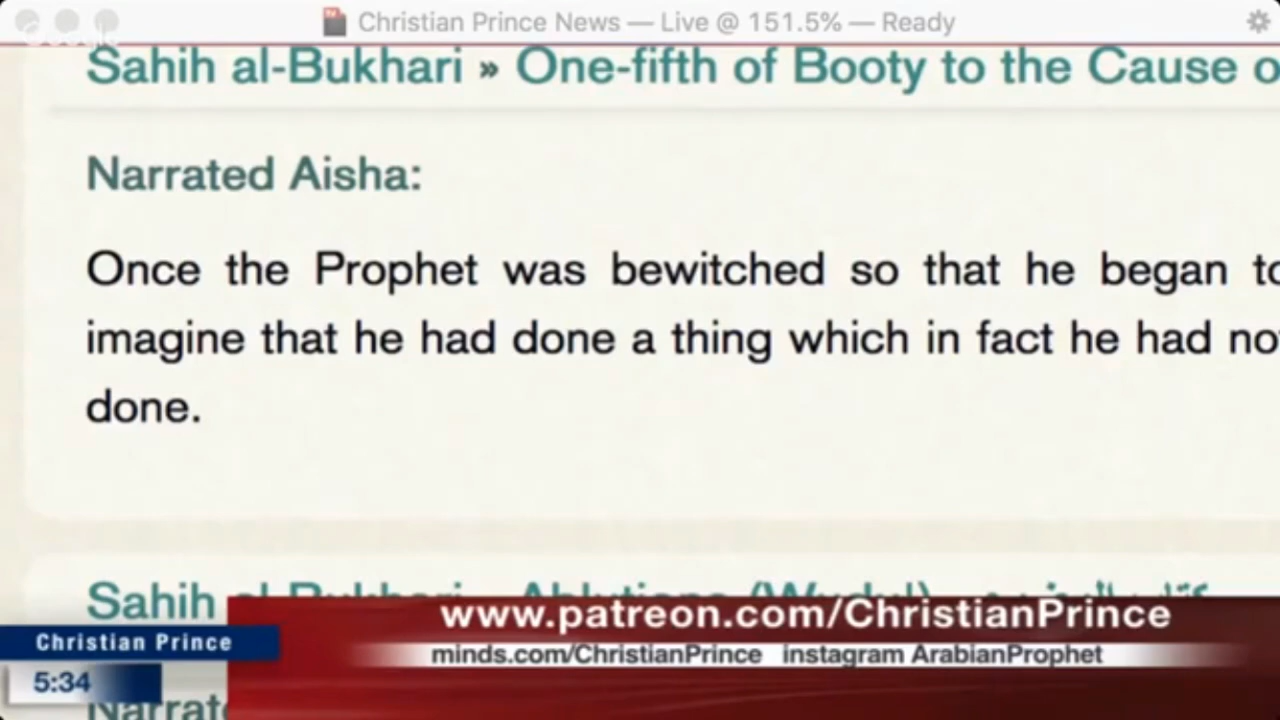 Christian Prince News — Live @ 151.5% — Ready
Sahih al-Bukhari » One-fifth of Booty to the Cause o
Narrated Aisha:
Once the Prophet was bewitched so that he began to
imagine that he had done a thing which in fact he had no
done.
Sahih al-Bukhari
www.patreon.com/ChristianPrince
Christian Prince
minds.com/ChristianPrince instagram ArabianProphet
5:34